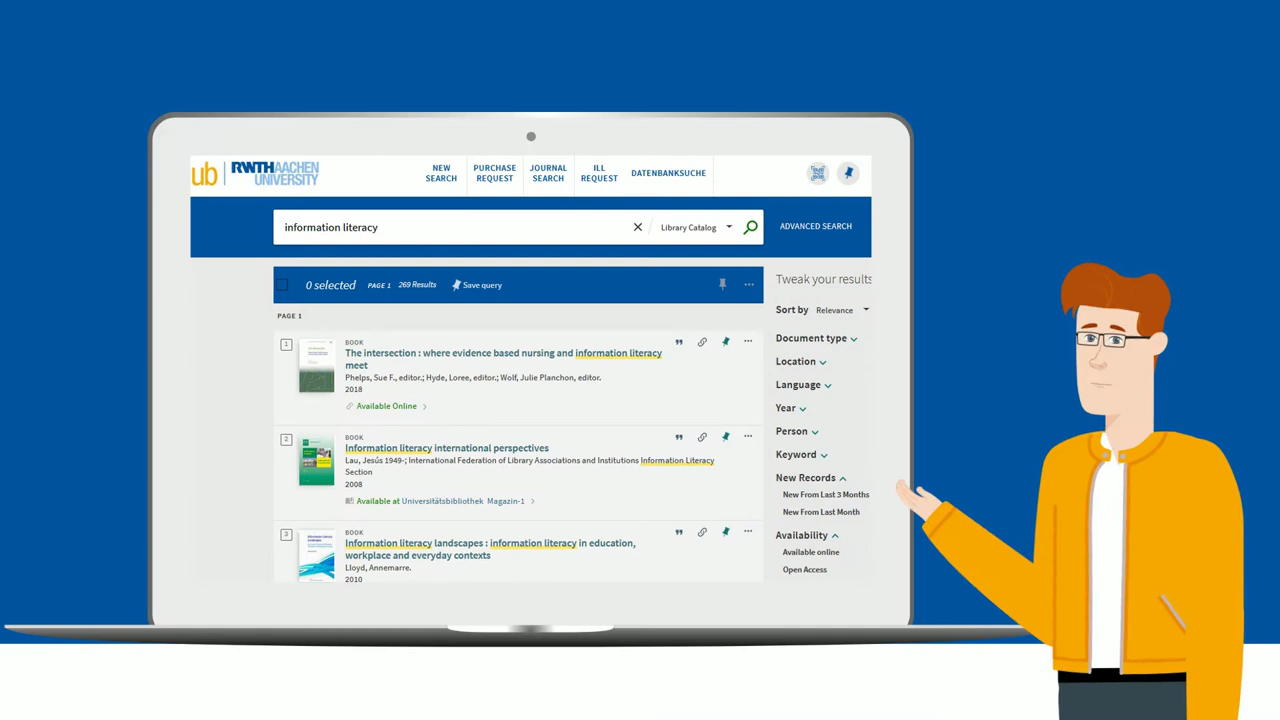 ub | RWTH AACHEN
UNIVERSITY
NEW
SEARCH
PURCHASE
REQUEST
JOURNAL
SEARCH
ILL
REQUEST
DATENBANKSUCHE
information literacy
Library Catalog
ADVANCED SEARCH
0 selected PAGE 1 269 Results Save query
PAGE 1
1
BOOK
The intersection : where evidence based nursing and information literacy
meet
Phelps, Sue F., editor.; Hyde, Loree, editor.; Wolf, Julie Planchon, editor.
2018
Available Online
2
BOOK
Information literacy international perspectives
Lau, Jesús 1949-; International Federation of Library Associations and Institutions Information Literacy
Section
2008
Available at Universitätsbibliothek Magazin-1
3
BOOK
Information literacy landscapes : information literacy in education,
workplace and everyday contexts
Lloyd, Annemarre.
2010
Tweak your results
Sort by Relevance
Document type
Location
Language
Year
Person
Keyword
New Records
New From Last 3 Months
New From Last Month
Availability
Available online
Open Access